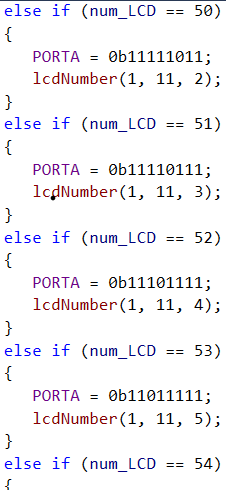 else if (num_LCD == 50)
{
PORTA = 0b11111011;
lcdNumber(1, 11, 2);
}
else if (num_LCD == 51)
{
PORTA = 0b11110111;
lcdNumber(1, 11, 3);
}
else if (num_LCD == 52)
{
PORTA = 0b11101111;
lcdNumber(1, 11, 4);
}
else if (num_LCD == 53)
{
PORTA = 0b11011111;
lcdNumber(1, 11, 5);
}
else if (num_LCD == 54)
{